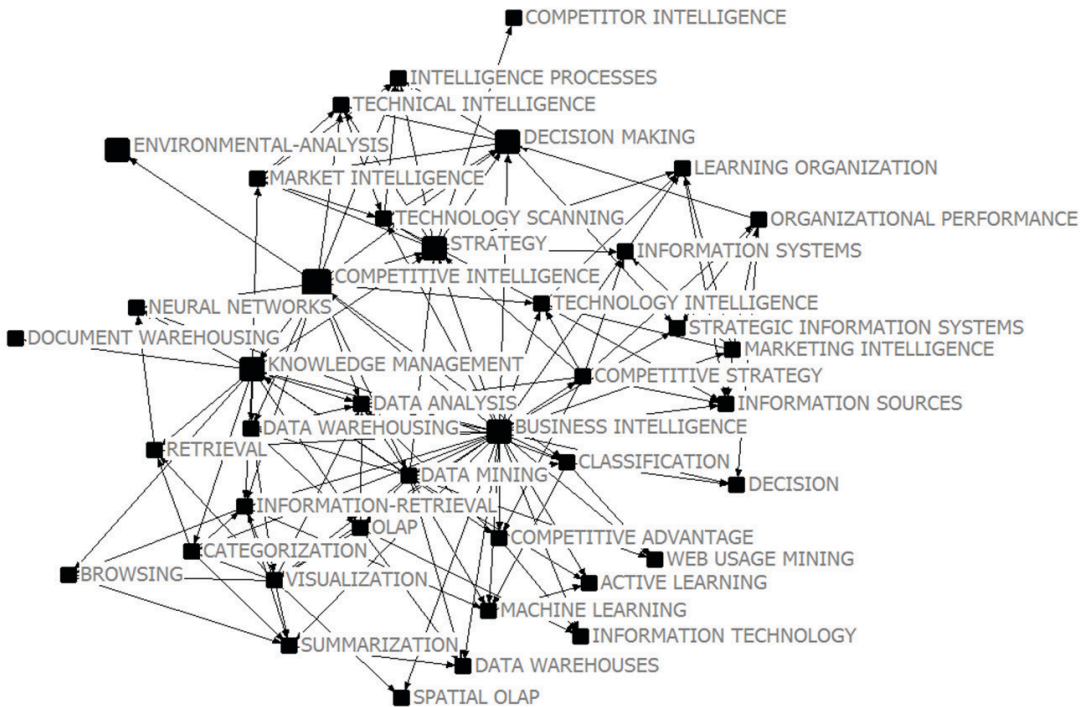 COMPETITOR INTELLIGENCE
INTELLIGENCE PROCESSES
TECHNICAL INTELLIGENCE
DECISION MAKING
ENVIRONMENTAL-ANALYSIS
LEARNING ORGANIZATION
MARKET INTELLIGENCE
TECHNOLOGY SCANNING
ORGANIZATIONAL PERFORMANCE
STRATEGY
INFORMATION SYSTEMS
COMPETITIVE INTELLIGENCE
NEURAL NETWORKS
TECHNOLOGY INTELLIGENCE
STRATEGIC INFORMATION SYSTEMS
DOCUMENT WAREHOUSING
MARKETING INTELLIGENCE
KNOWLEDGE MANAGEMENT
COMPETITIVE STRATEGY
DATA ANALYSIS
INFORMATION SOURCES
DATA WAREHOUSING
BUSINESS INTELLIGENCE
RETRIEVAL
CLASSIFICATION
DATA MINING
DECISION
INFORMATION-RETRIEVAL
OLAP
COMPETITIVE ADVANTAGE
CATEGORIZATION
WEB USAGE MINING
BROWSING
VISUALIZATION
ACTIVE LEARNING
MACHINE LEARNING
INFORMATION TECHNOLOGY
SUMMARIZATION
DATA WAREHOUSES
SPATIAL OLAP